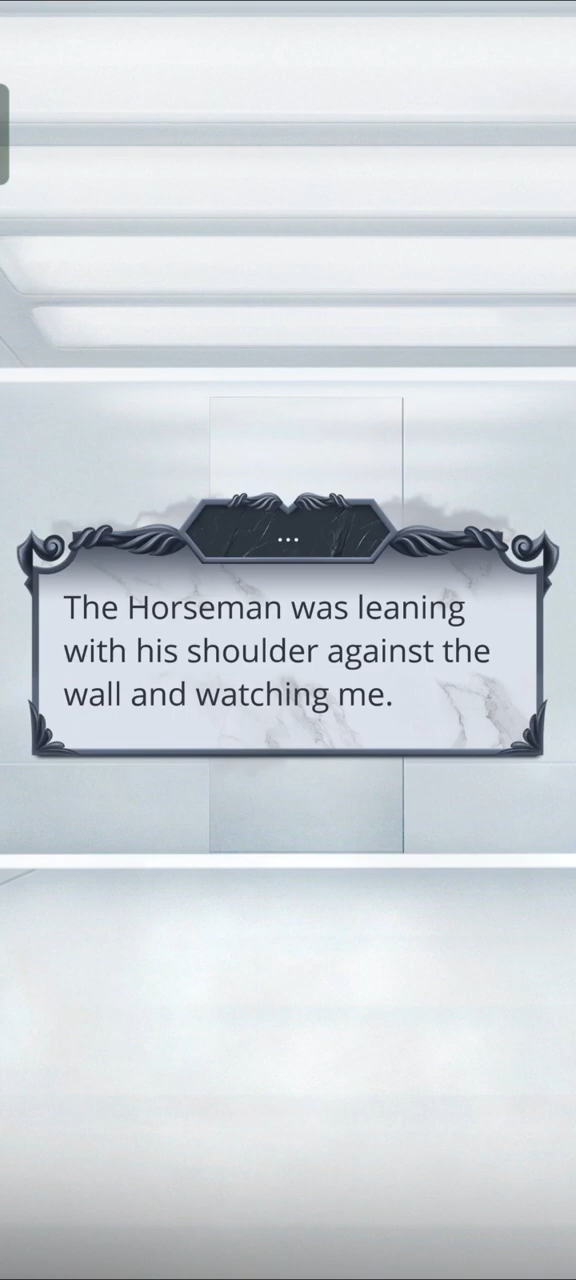 ...
The Horseman was leaning
with his shoulder against the
wall and watching me.